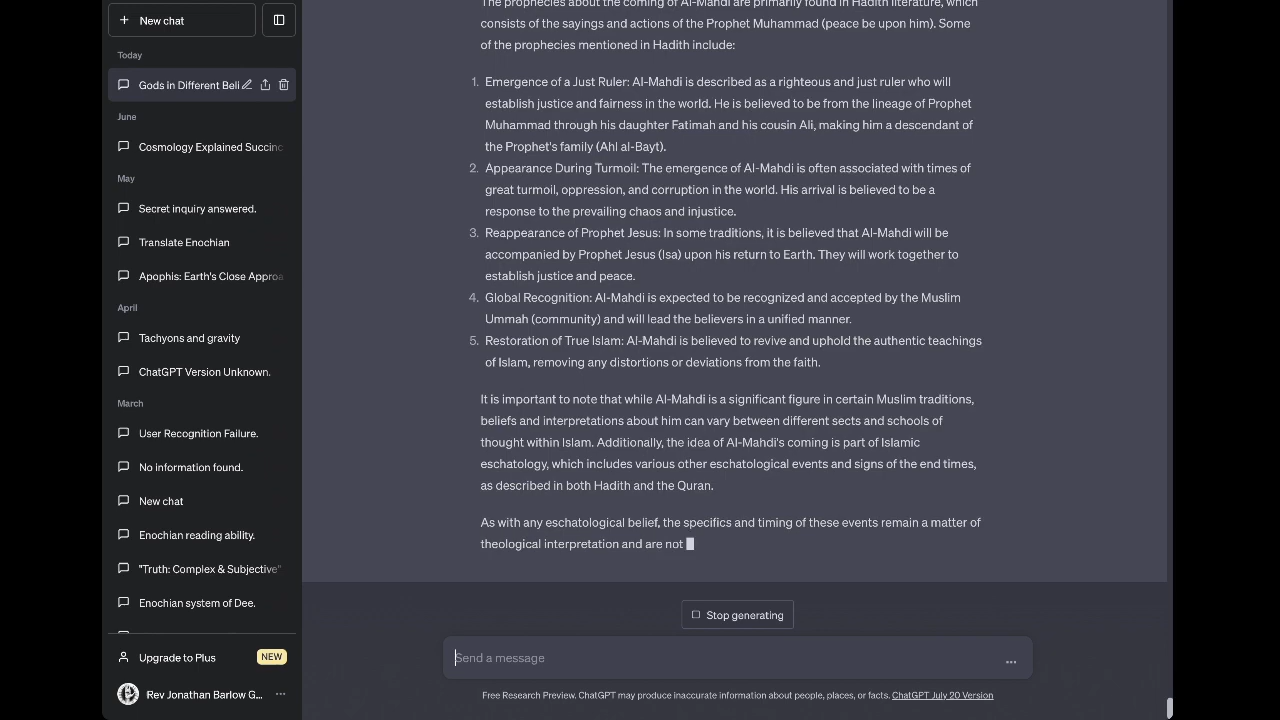 New chat
Today
Gods in Different Beli
June
Cosmology Explained Succinc
May
Secret inquiry answered.
Translate Enochian
Apophis: Earth's Close Approa
April
Tachyons and gravity
ChatGPT Version Unknown.
March
User Recognition Failure.
No information found.
New chat
Enochian reading ability.
"Truth: Complex & Subjective"
Enochian system of Dee.
Upgrade to Plus
NEW
Rev Jonathan Barlow G...
The prophecies about the coming of Al-Mahdi are primarily found in Hadith literature, which
consists of the sayings and actions of the Prophet Muhammad (peace be upon him). Some
of the prophecies mentioned in Hadith include:
1. Emergence of a Just Ruler: Al-Mahdi is described as a righteous and just ruler who will
establish justice and fairness in the world. He is believed to be from the lineage of Prophet
Muhammad through his daughter Fatimah and his cousin Ali, making him a descendant of
the Prophet's family (Ahl al-Bayt).
2. Appearance During Turmoil: The emergence of Al-Mahdi is often associated with times of
great turmoil, oppression, and corruption in the world. His arrival is believed to be a
response to the prevailing chaos and injustice.
3. Reappearance of Prophet Jesus: In some traditions, it is believed that Al-Mahdi will be
accompanied by Prophet Jesus (Isa) upon his return to Earth. They will work together to
establish justice and peace.
4. Global Recognition: Al-Mahdi is expected to be recognized and accepted by the Muslim
Ummah (community) and will lead the believers in a unified manner.
5. Restoration of True Islam: Al-Mahdi is believed to revive and uphold the authentic teachings
of Islam, removing any distortions or deviations from the faith.
It is important to note that while Al-Mahdi is a significant figure in certain Muslim traditions,
beliefs and interpretations about him can vary between different sects and schools of
thought within Islam. Additionally, the idea of Al-Mahdi's coming is part of Islamic
eschatology, which includes various other eschatological events and signs of the end times,
as described in both Hadith and the Quran.
As with any eschatological belief, the specifics and timing of these events remain a matter of
theological interpretation and are not
Stop generating
Send a message
...
Free Research Preview. ChatGPT may produce inaccurate information about people, places, or facts. ChatGPT July 20 Version